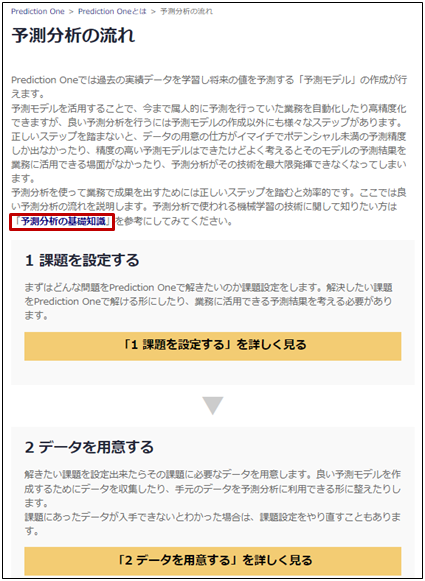 Prediction One > Prediction Oneとは > 予測分析の流れ
予測分析の流れ
Prediction Oneでは過去の実績データを学習し将来の値を予測する「予測モデル」の作成が行
えます。
予測モデルを活用することで、今まで属人的に予測を行っていた業務を自動化したり高精度化
できますが、良い予測分析を行うには予測モデルの作成以外にも様々なステップがあります。
正しいステップを踏まないと、データの用意の仕方がイマイチでポテンシャル未満の予測精度
しか出なかったり、精度の高い予測モデルはできたけどよく考えるとそのモデルの予測結果を
業務に活用できる場面がなかったり、予測分析がその技術を最大限発揮できなくなってしまい
ます。
予測分析を使って業務で成果を出すためには正しいステップを踏むと効率的です。ここでは良
い予測分析の流れを説明します。予測分析で使われる機械学習の技術に関して知りたい方は
「予測分析の基礎知識」を参考にしてみてください。
1 課題を設定する
まずはどんな問題をPrediction Oneで解きたいのか課題設定をします。解決したい課題
をPrediction Oneで解ける形にしたり、業務に活用できる予測結果を考える必要があり
ます。
「1 課題を設定する」を詳しく見る
2 データを用意する
解きたい課題を設定出来たらその課題に必要なデータを用意します。良い予測モデルを作
成するためにデータを収集したり、手元のデータを予測分析に利用できる形に整えたりし
ます。
課題にあったデータが入手できないとわかった場合は、課題設定をやり直すこともありま
す。
「2 データを用意する」を詳しく見る